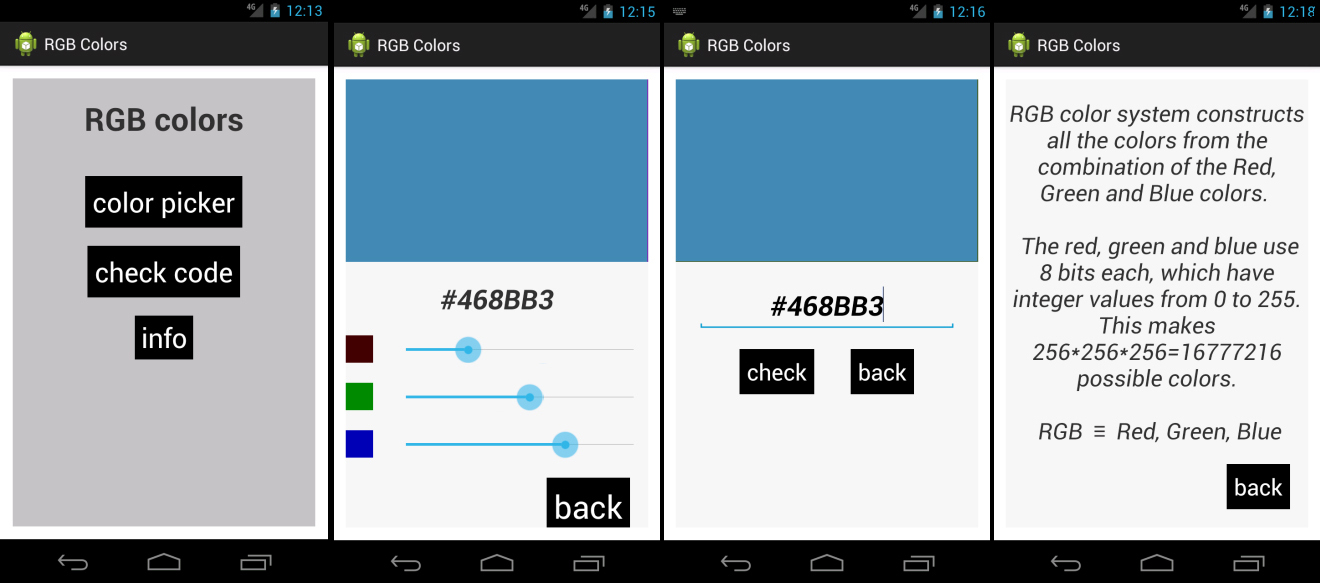 4G 12:13
RGB Colors
RGB colors
color picker
check code
info
4G 12:15
RGB Colors
#468BB3
back
4G 12:16
RGB Colors
#468BB3
check back
4G 12:18
RGB Colors
RGB color system constructs
all the colors from the
combination of the Red,
Green and Blue colors.
The red, green and blue use
8 bits each, which have
integer values from 0 to 255.
This makes
256*256*256=16777216
possible colors.
RGB ≡ Red, Green, Blue
back